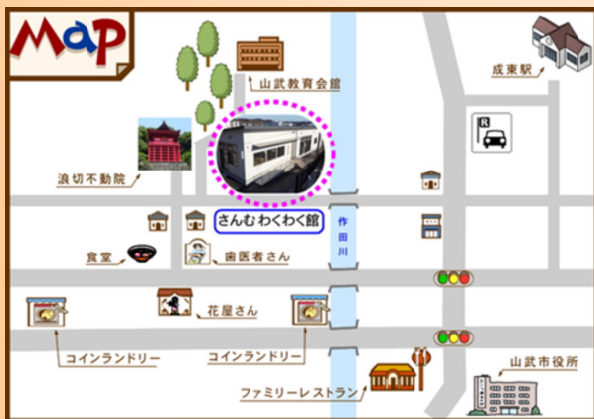 MaP
山武教育会館
成東駅
R
浪切不動院
さんむわくわく館
作田川
食堂
歯医者さん
花屋さん
コインランドリー
コインランドリー
ファミリーレストラン
山武市役所